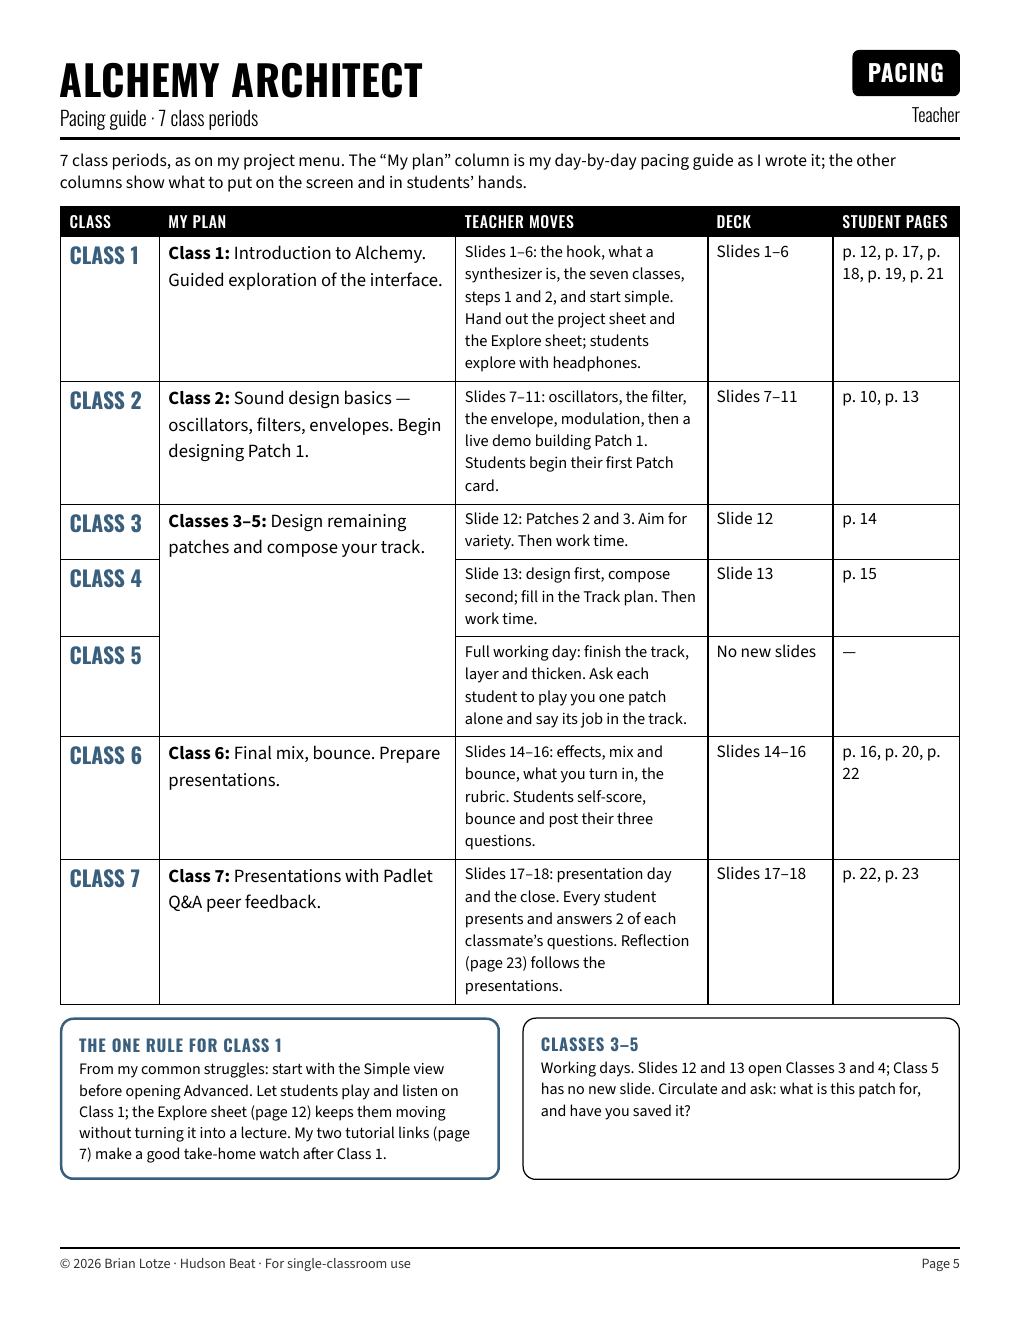 ALCHEMY ARCHITECT
PACING
Pacing guide · 7 class periods
Teacher
7 class periods, as on my project menu. The “My plan” column is my day-by-day pacing guide as I wrote it; the other
columns show what to put on the screen and in students’ hands.
CLASS
MY PLAN
TEACHER MOVES
DECK
STUDENT PAGES
CLASS 1
Class 1: Introduction to Alchemy.
Guided exploration of the interface.
Slides 1–6: the hook, what a
synthesizer is, the seven classes,
steps 1 and 2, and start simple.
Hand out the project sheet and
the Explore sheet; students
explore with headphones.
Slides 1–6
p. 12, p. 17, p.
18, p. 19, p. 21
CLASS 2
Class 2: Sound design basics —
oscillators, filters, envelopes. Begin
designing Patch 1.
Slides 7–11: oscillators, the filter,
the envelope, modulation, then a
live demo building Patch 1.
Students begin their first Patch
card.
Slides 7–11
p. 10, p. 13
CLASS 3
Classes 3–5: Design remaining
patches and compose your track.
Slide 12: Patches 2 and 3. Aim for
variety. Then work time.
Slide 12
p. 14
CLASS 4
Slide 13: design first, compose
second; fill in the Track plan. Then
work time.
Slide 13
p. 15
CLASS 5
Full working day: finish the track,
layer and thicken. Ask each
student to play you one patch
alone and say its job in the track.
No new slides
—
CLASS 6
Class 6: Final mix, bounce. Prepare
presentations.
Slides 14–16: effects, mix and
bounce, what you turn in, the
rubric. Students self-score,
bounce and post their three
questions.
Slides 14–16
p. 16, p. 20, p.
22
CLASS 7
Class 7: Presentations with Padlet
Q&A peer feedback.
Slides 17–18: presentation day
and the close. Every student
presents and answers 2 of each
classmate’s questions. Reflection
(page 23) follows the
presentations.
Slides 17–18
p. 22, p. 23
THE ONE RULE FOR CLASS 1
From my common struggles: start with the Simple view
before opening Advanced. Let students play and listen on
Class 1; the Explore sheet (page 12) keeps them moving
without turning it into a lecture. My two tutorial links (page
7) make a good take-home watch after Class 1.
CLASSES 3–5
Working days. Slides 12 and 13 open Classes 3 and 4; Class 5
has no new slide. Circulate and ask: what is this patch for,
and have you saved it?
© 2026 Brian Lotze · Hudson Beat · For single-classroom use
Page 5